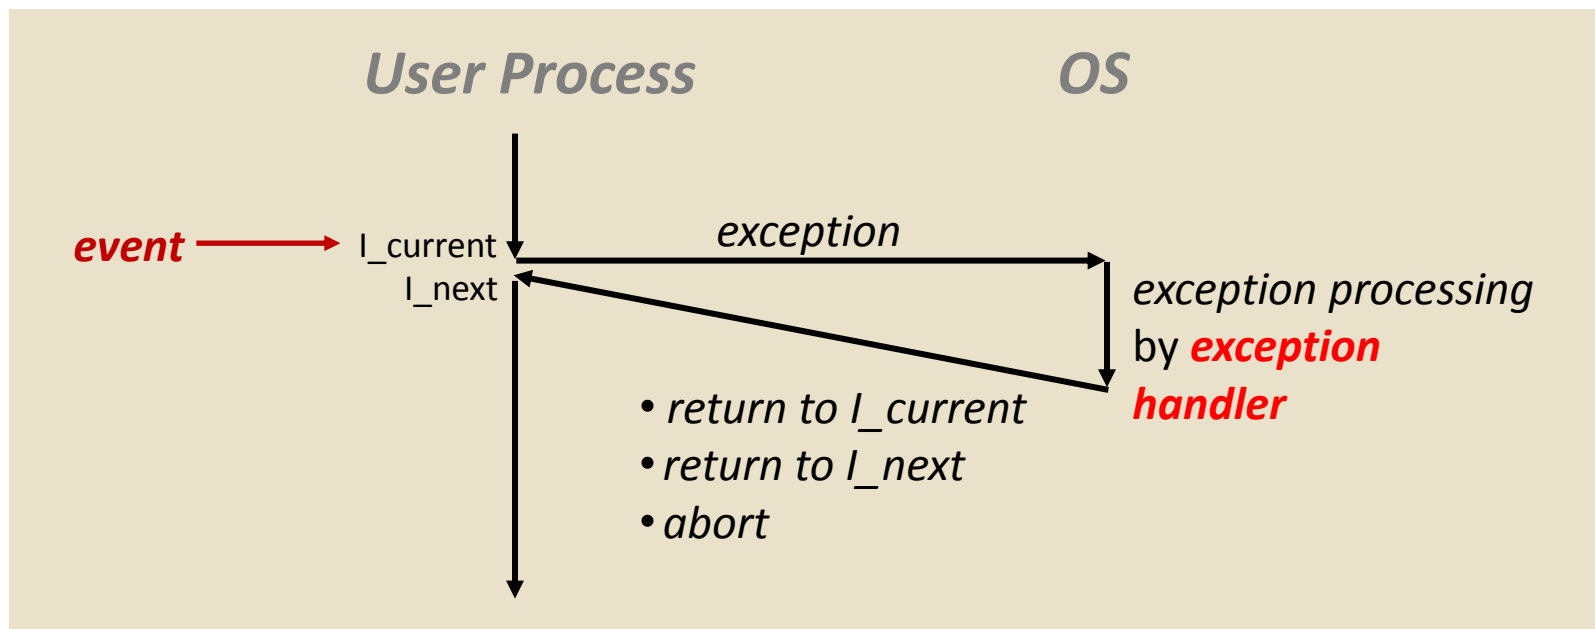 User Process OS
event I_current exception
I_next
exception processing
by exception
handler
• return to I_current
• return to I_next
• abort